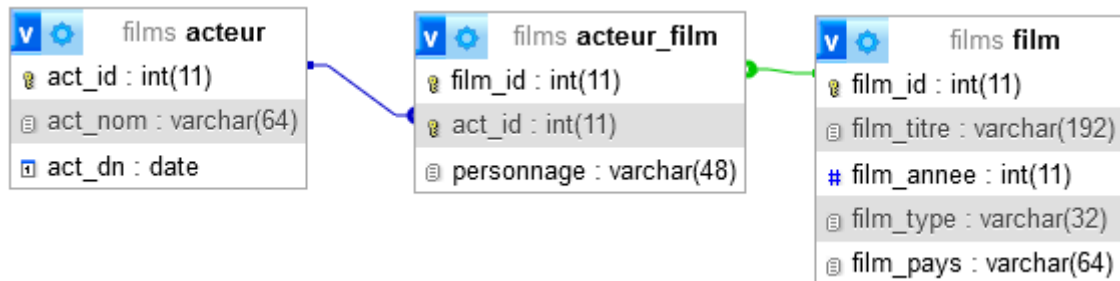 films acteur
act_id : int(11)
act_nom : varchar(64)
act_dn : date
films acteur_film
film_id : int(11)
act_id : int(11)
personnage : varchar(48)
films film
film_id : int(11)
film_titre : varchar(192)
film_annee : int(11)
film_type : varchar(32)
film_pays : varchar(64)